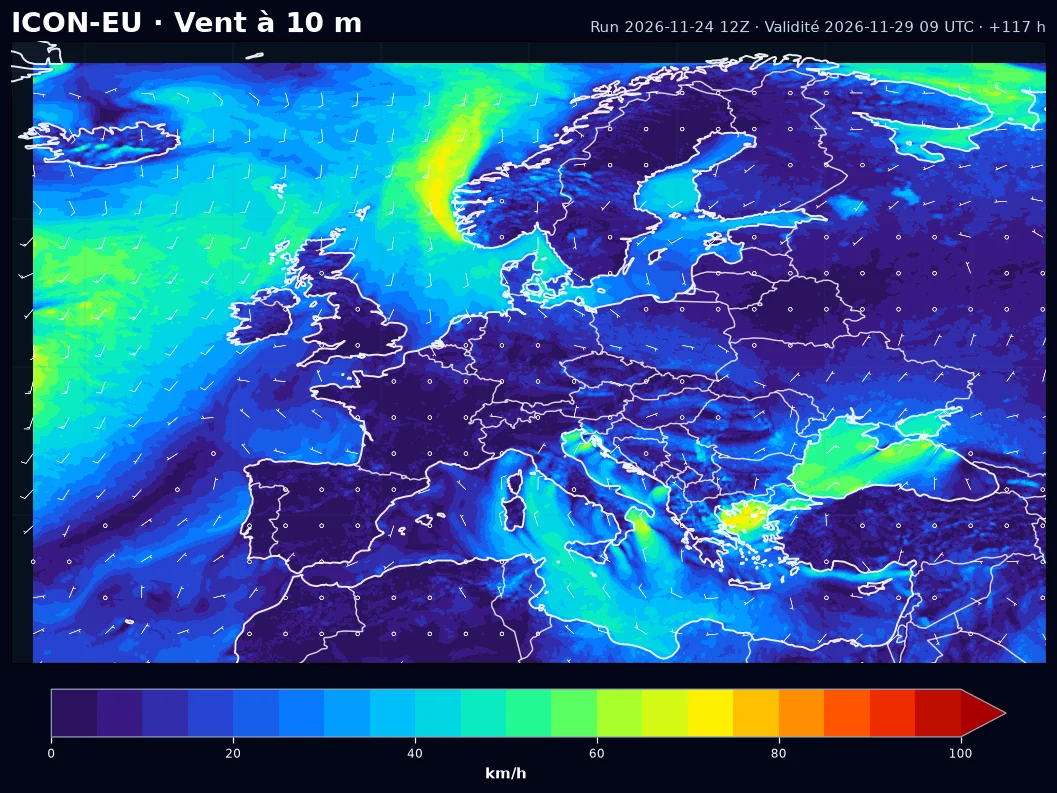 ICON-EU · Vent à 10 m
Run 2026-11-24 12Z · Validité 2026-11-29 09 UTC · +117 h
0 20 40 60 80 100
km/h